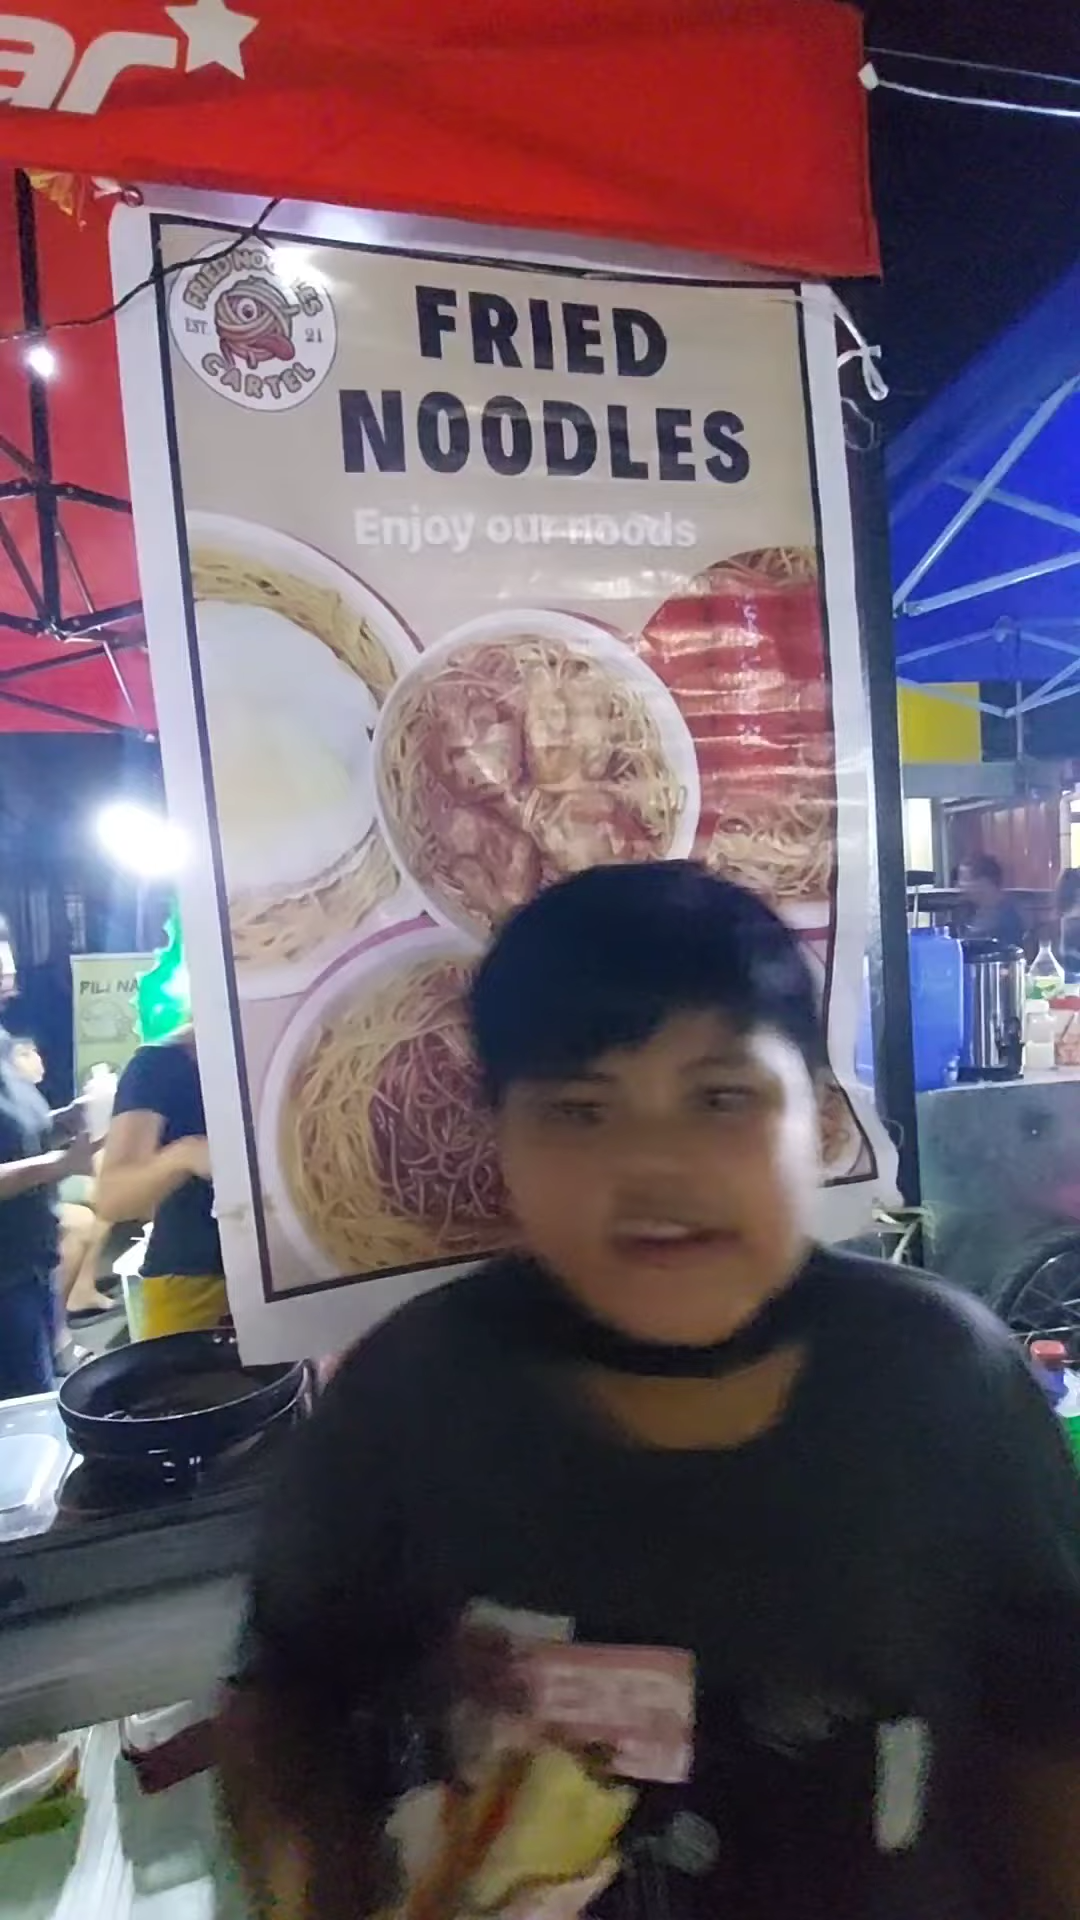 ar
FRIED NOODLES
EST. 21
CARTEL
FRIED
NOODLES
Enjoy our noods
PILI NA